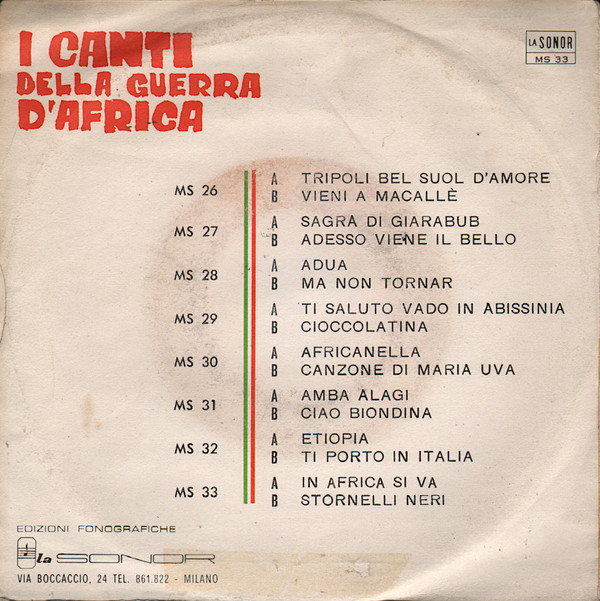 I CANTI
DELLA GUERRA
D'AFRICA
LA SONOR
MS 33
MS 26
A TRIPOLI BEL SUOL D'AMORE
B VIENI A MACALLÈ
MS 27
A SAGRA DI GIARABUB
B ADESSO VIENE IL BELLO
MS 28
A ADUA
B MA NON TORNAR
MS 29
A TI SALUTO VADO IN ABISSINIA
B CIOCCOLATINA
MS 30
A AFRICANELLA
B CANZONE DI MARIA UVA
MS 31
A AMBA ALAGI
B CIAO BIONDINA
MS 32
A ETIOPIA
B TI PORTO IN ITALIA
MS 33
A IN AFRICA SI VA
B STORNELLI NERI
EDIZIONI FONOGRAFICHE
la SONOR
VIA BOCCACCIO, 24 TEL. 861.822 - MILANO